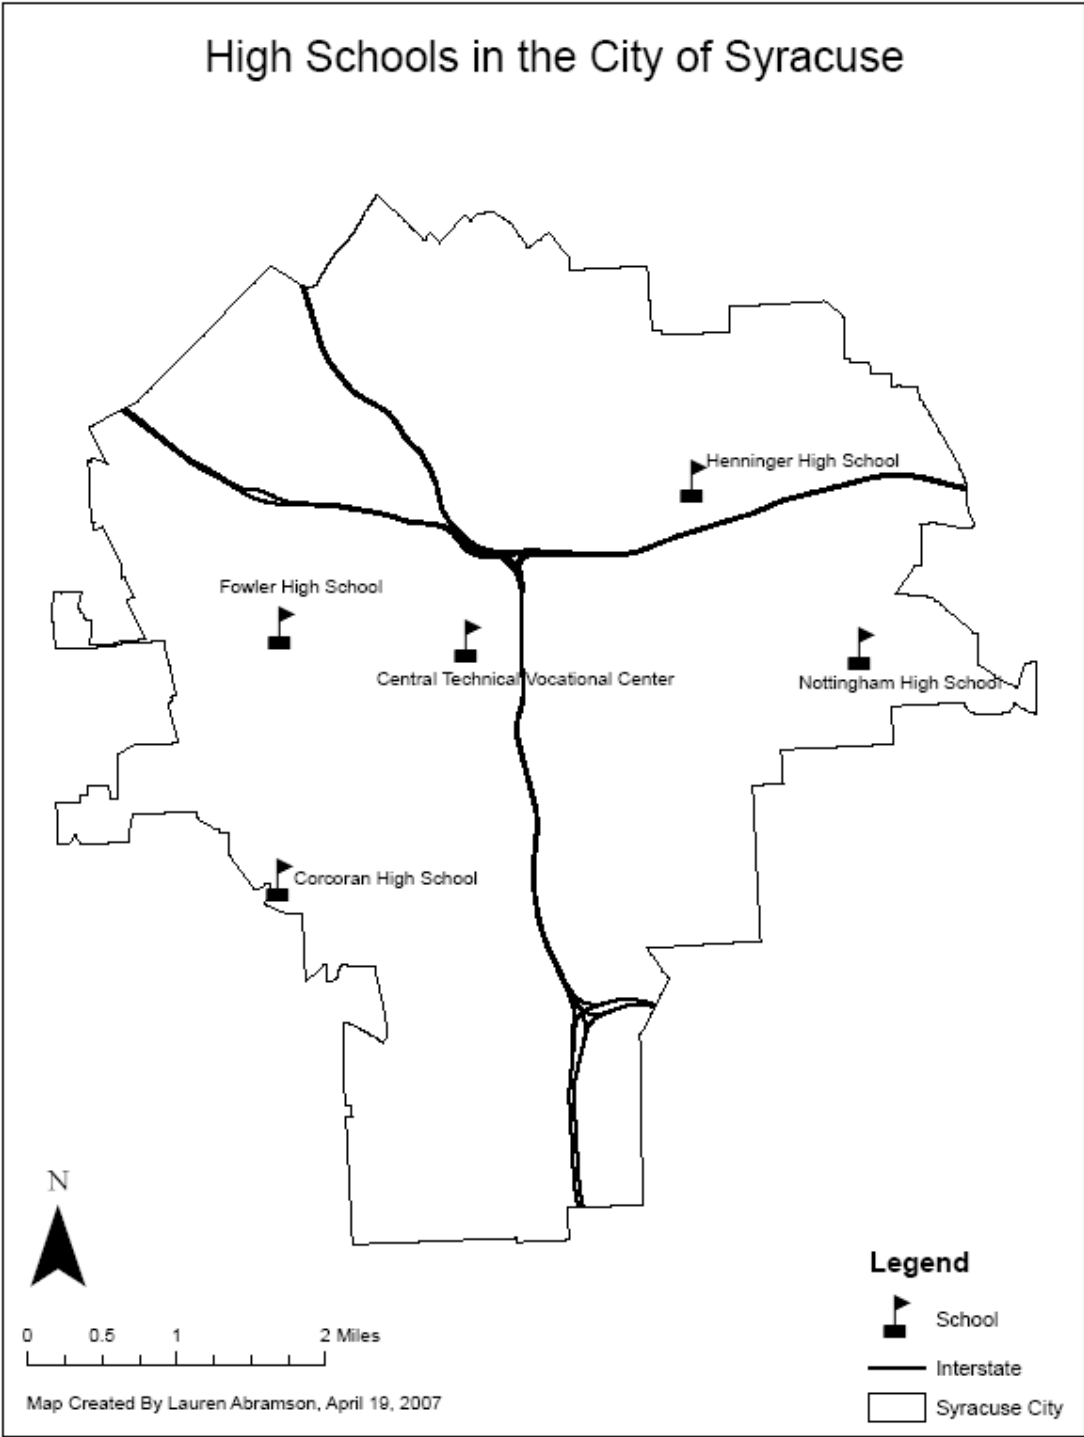 High Schools in the City of Syracuse
Henninger High School
Fowler High School
Central Technical Vocational Center
Nottingham High School
Corcoran High School
N
0 0.5 1 2 Miles
Map Created By Lauren Abramson, April 19, 2007
Legend
School
Interstate
Syracuse City